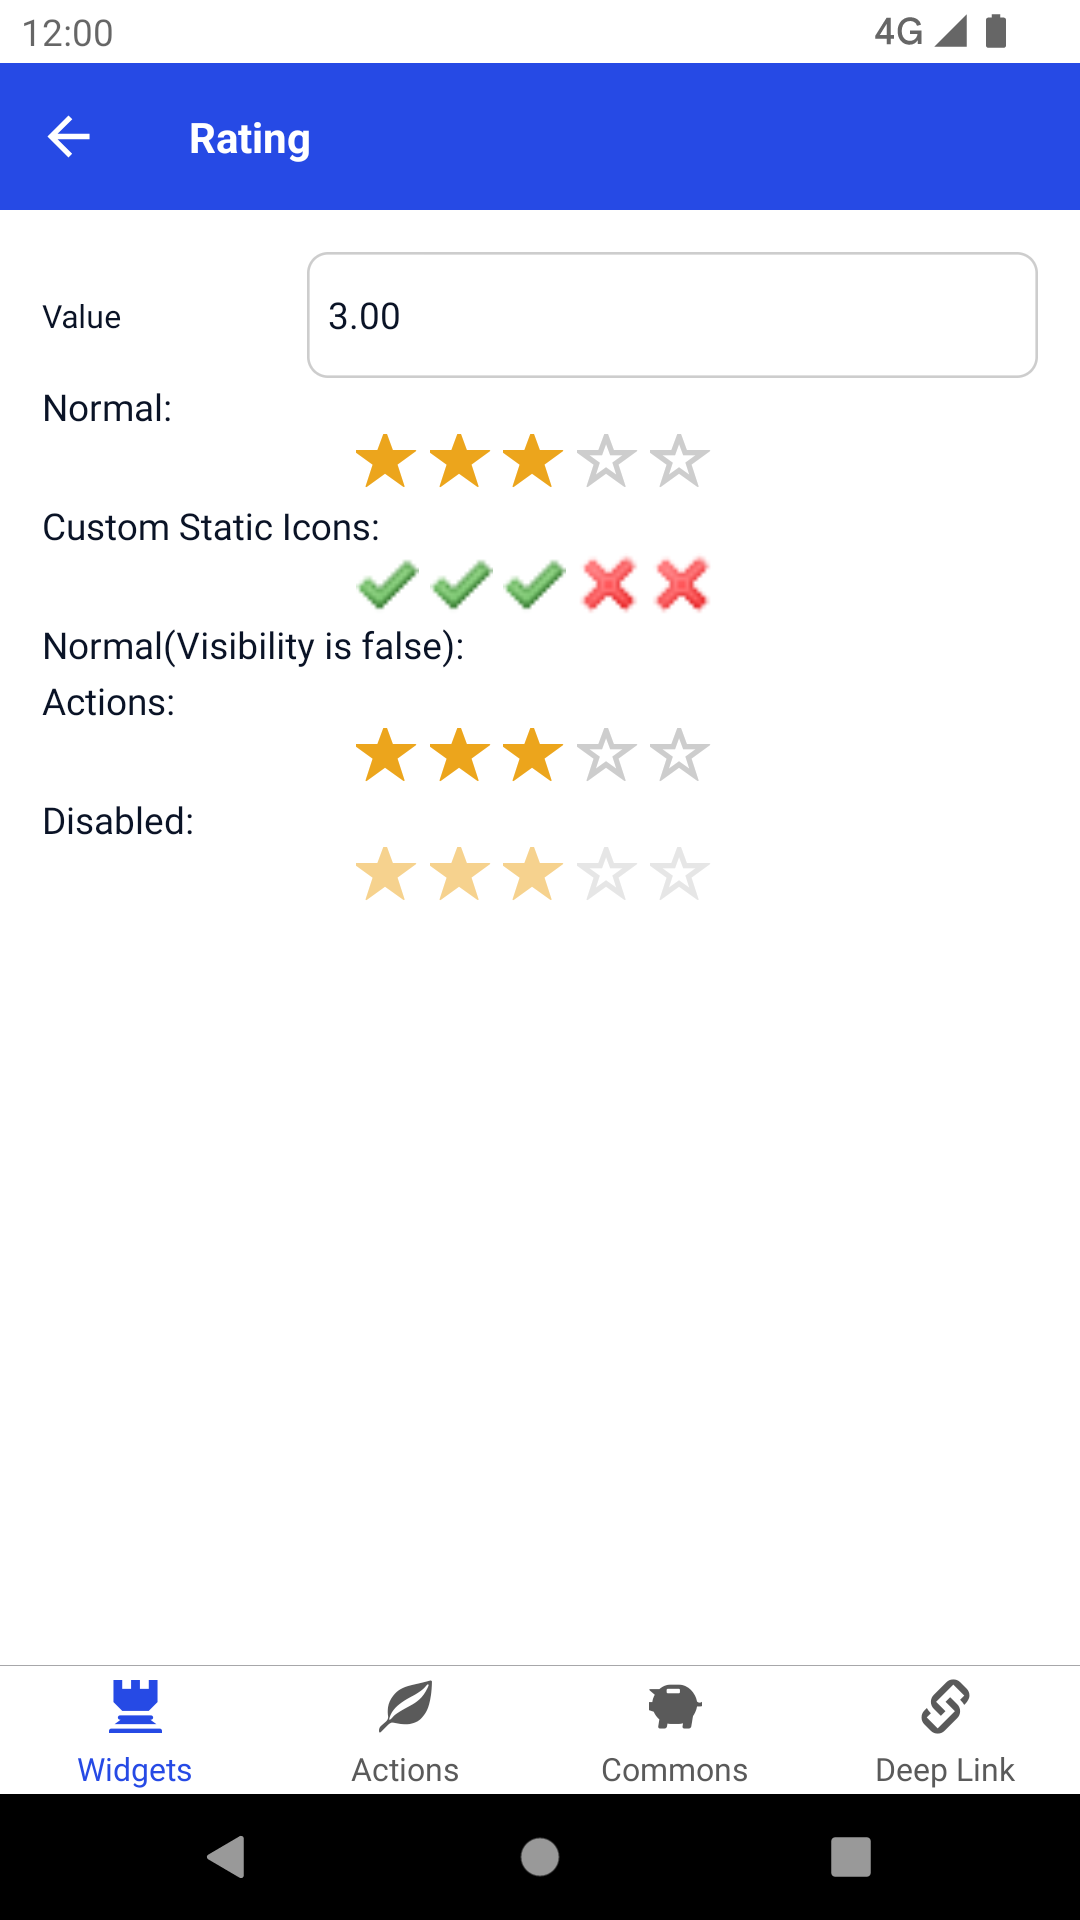 12:00 4G
Rating
Value 3.00
Normal:
Custom Static Icons:
Normal(Visibility is false):
Actions:
Disabled:
Widgets Actions Commons Deep Link